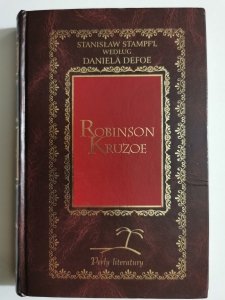 STANISŁAW STAMPF'L
WEDŁUG
DANIELA DEFOE
ROBINSON
KRUZOE
Perły literatury